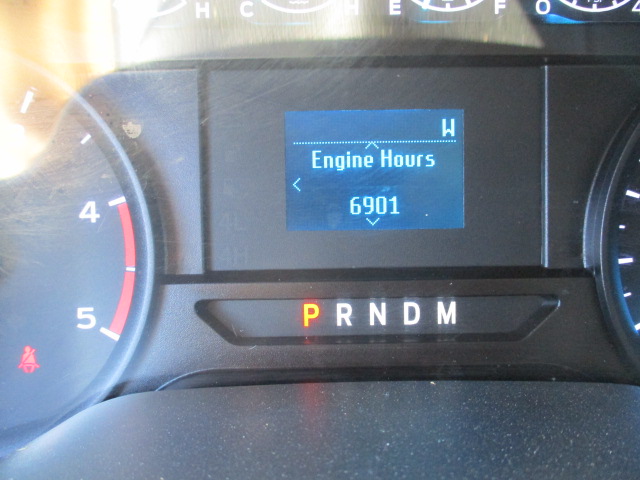 H C H E F O
W
Engine Hours
6901
4
5
P R N D M